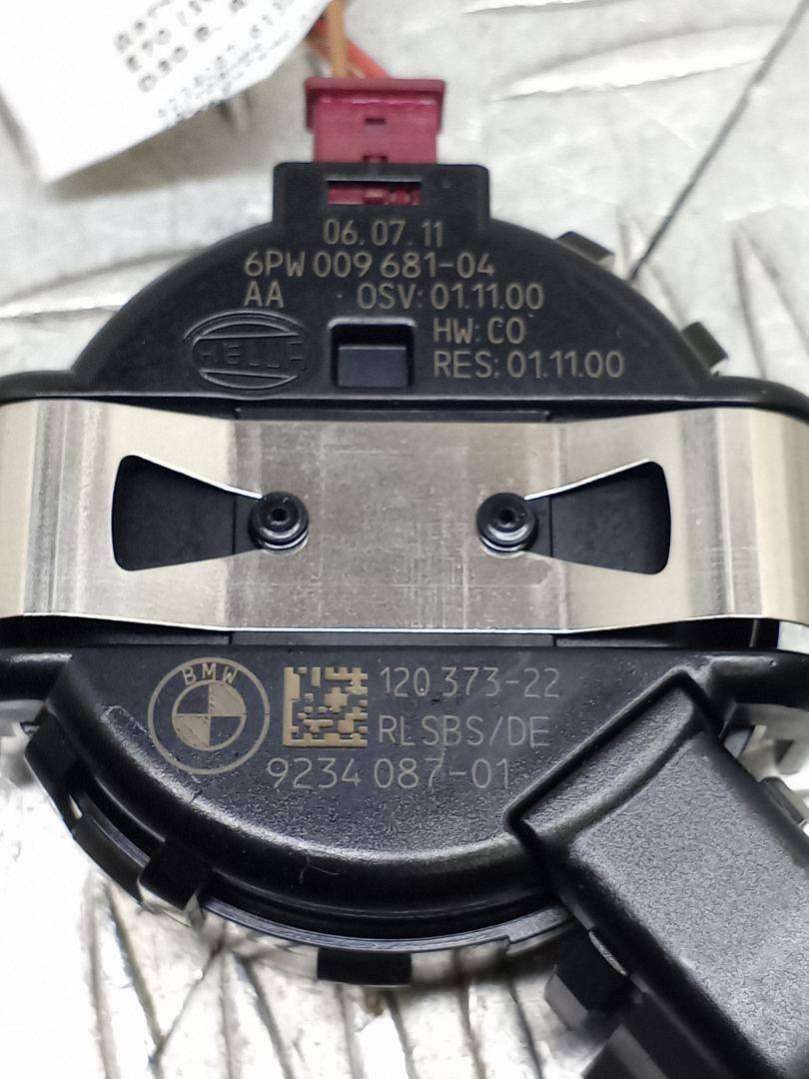 06.07.11
6PW 009 681-04
AA OSV: 01.11.00
HW: C0
HELLA
RES: 01.11.00
BMW
120 373-22
RLSBS/DE
9234 087-01